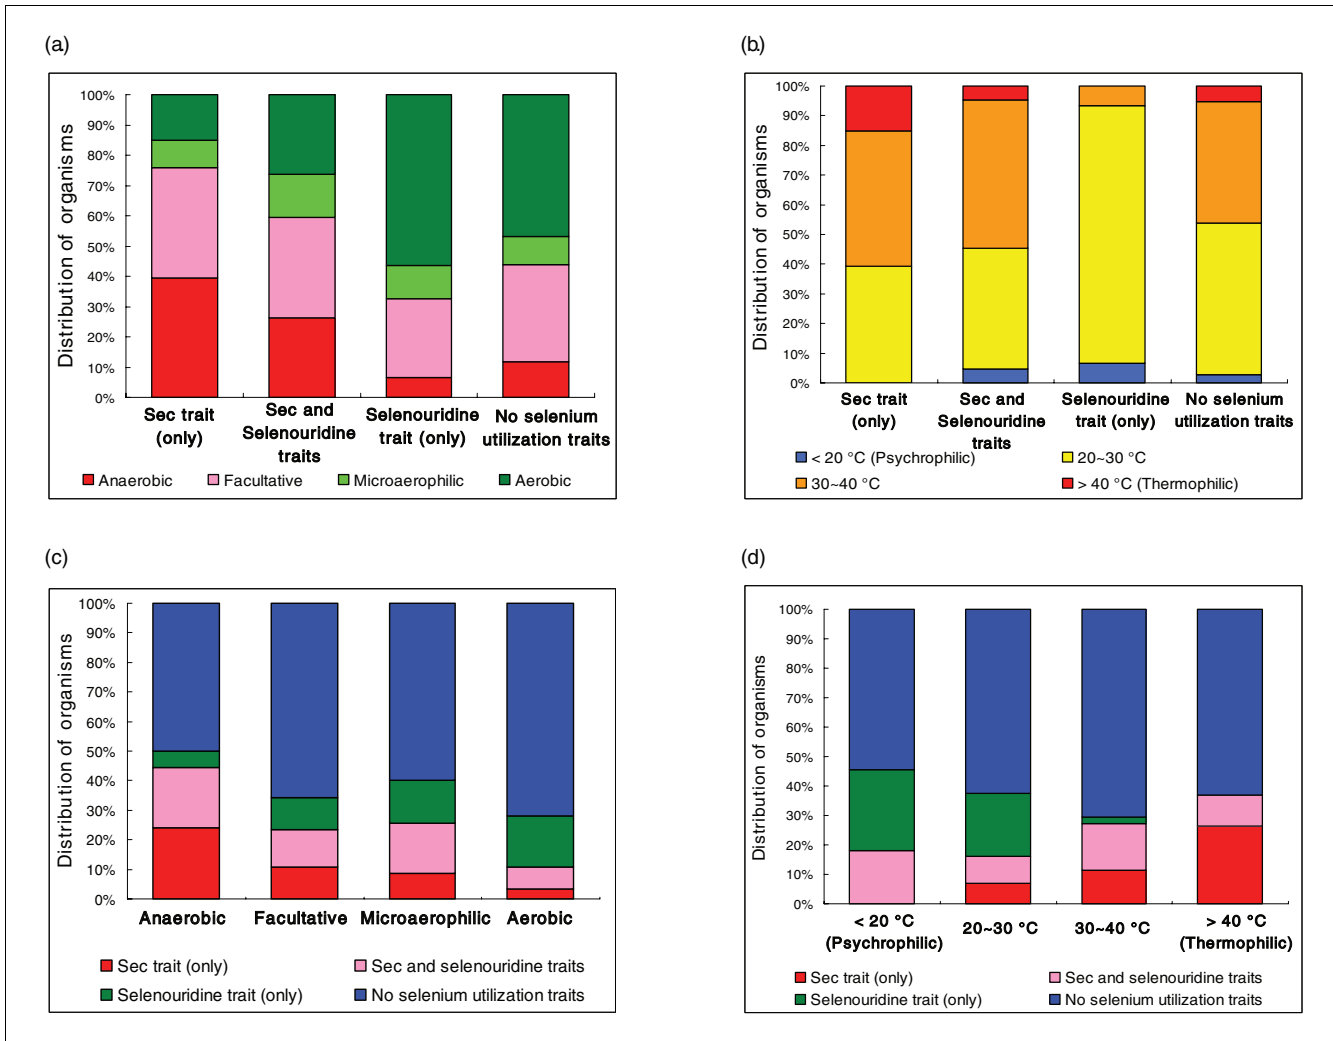 (a)
Distribution of organisms
100%
90%
80%
70%
60%
50%
40%
30%
20%
10%
0%
Sec trait
(only)
Sec and
Selenouridine
traits
Selenouridine
trait (only)
No selenium
utilization traits
Anaerobic
Facultative
Microaerophilic
Aerobic
(b)
Distribution of organisms
100%
90%
80%
70%
60%
50%
40%
30%
20%
10%
0%
Sec trait
(only)
Sec and
Selenouridine
traits
Selenouridine
trait (only)
No selenium
utilization traits
< 20 °C (Psychrophilic)
20~30 °C
30~40 °C
> 40 °C (Thermophilic)
(c)
Distribution of organisms
100%
90%
80%
70%
60%
50%
40%
30%
20%
10%
0%
Anaerobic
Facultative
Microaerophilic
Aerobic
Sec trait (only)
Sec and selenouridine traits
Selenouridine trait (only)
No selenium utilization traits
(d)
Distribution of organisms
100%
90%
80%
70%
60%
50%
40%
30%
20%
10%
0%
< 20 °C
(Psychrophilic)
20~30 °C
30~40 °C
> 40 °C
(Thermophilic)
Sec trait (only)
Sec and selenouridine traits
Selenouridine trait (only)
No selenium utilization traits